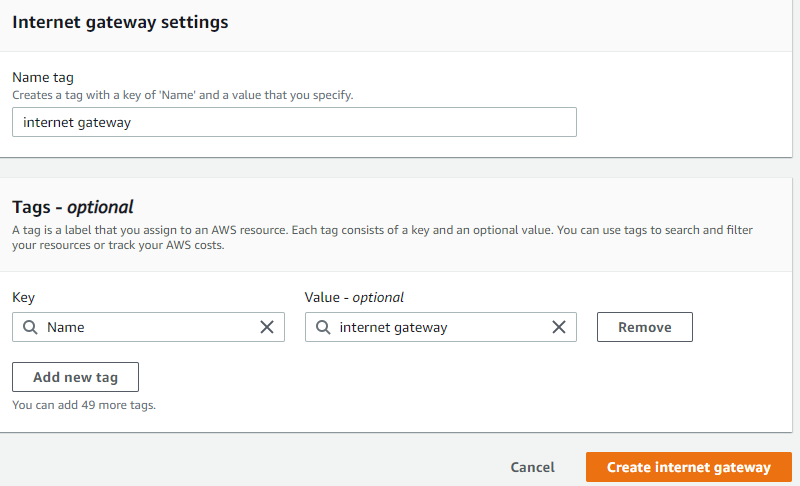 Internet gateway settings
Name tag
Creates a tag with a key of 'Name' and a value that you specify.
internet gateway
Tags - optional
A tag is a label that you assign to an AWS resource. Each tag consists of a key and an optional value. You can use tags to search and filter
your resources or track your AWS costs.
Key
Value - optional
Name
internet gateway
Remove
Add new tag
You can add 49 more tags.
Cancel
Create internet gateway